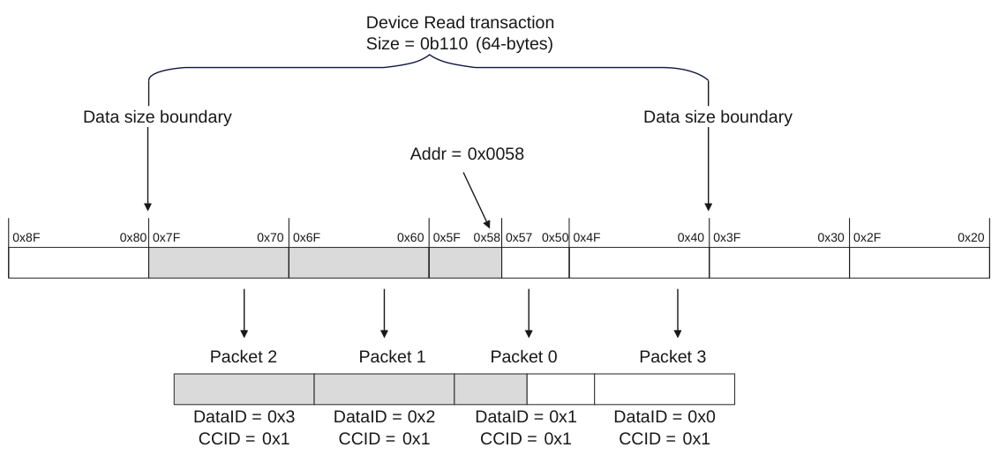 Device Read transaction
Size = 0b110 (64-bytes)
Data size boundary
Data size boundary
Addr = 0x0058
0x8F 0x80 0x7F 0x70 0x6F 0x60 0x5F 0x58 0x57 0x50 0x4F 0x40 0x3F 0x30 0x2F 0x20
Packet 2 Packet 1 Packet 0 Packet 3
DataID = 0x3 DataID = 0x2 DataID = 0x1 DataID = 0x0
CCID = 0x1 CCID = 0x1 CCID = 0x1 CCID = 0x1